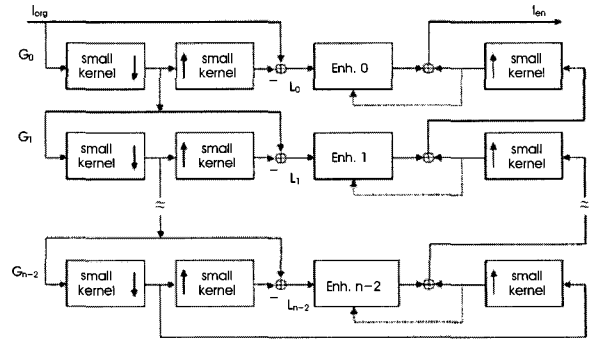 I_org
f_en
G_0
small kernel
small kernel
−
L_0
Enh. 0
small kernel
G_1
small kernel
small kernel
−
L_1
Enh. 1
small kernel
G_n-2
small kernel
small kernel
−
L_n-2
Enh. n-2
small kernel